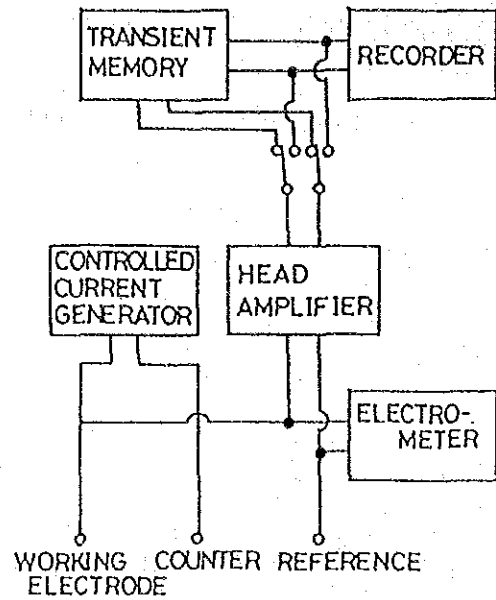 TRANSIENT
MEMORY
RECORDER
CONTROLLED
CURRENT
GENERATOR
HEAD
AMPLIFIER
ELECTRO-
METER
WORKING
ELECTRODE
COUNTER
REFERENCE